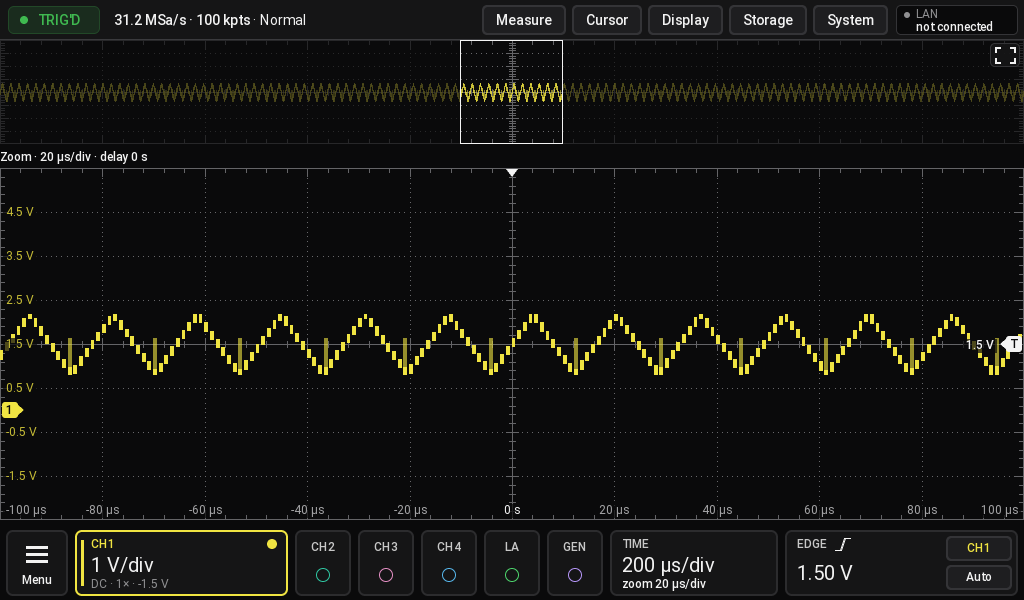 TRIG'D
31.2 MSa/s · 100 kpts · Normal
Measure
Cursor
Display
Storage
System
LAN
not connected
Zoom · 20 µs/div · delay 0 s
4.5 V
3.5 V
2.5 V
1.5 V
0.5 V
-0.5 V
-1.5 V
1
1.5 V
T
-100 µs
-80 µs
-60 µs
-40 µs
-20 µs
0 s
20 µs
40 µs
60 µs
80 µs
100 µs
Menu
CH1
1 V/div
DC · 1× · -1.5 V
CH2
CH3
CH4
LA
GEN
TIME
200 µs/div
zoom 20 µs/div
EDGE
1.50 V
CH1
Auto